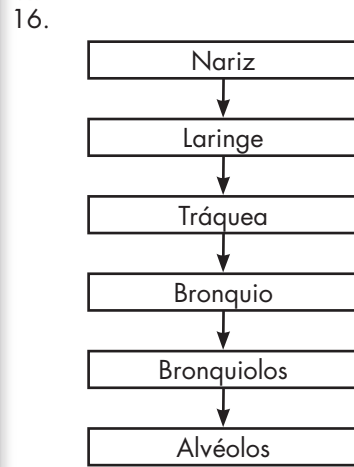 16.
Nariz
Laringe
Tráquea
Bronquio
Bronquiolos
Alvéolos